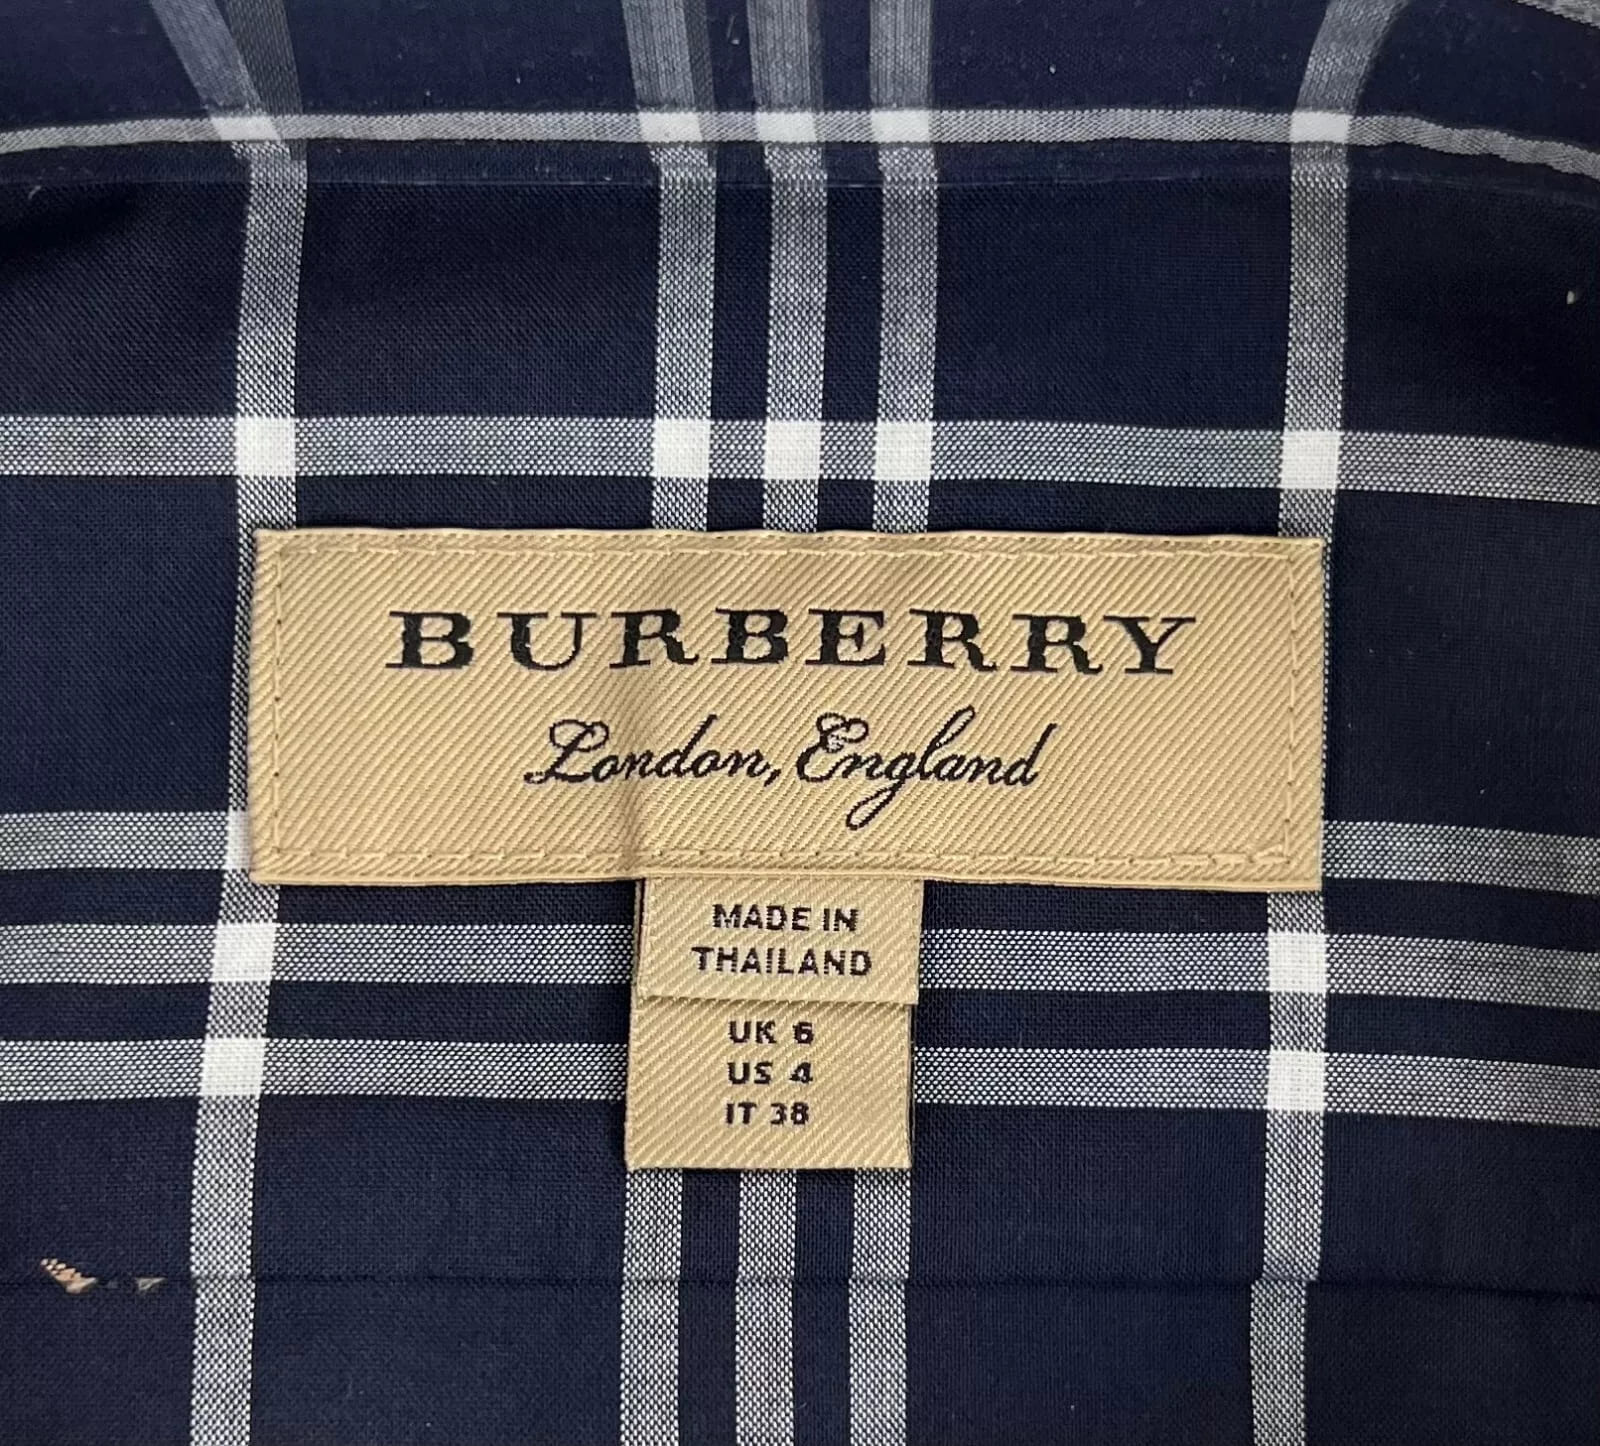 BURBERRY
London, England
MADE IN
THAILAND
UK 6
US 4
IT 38